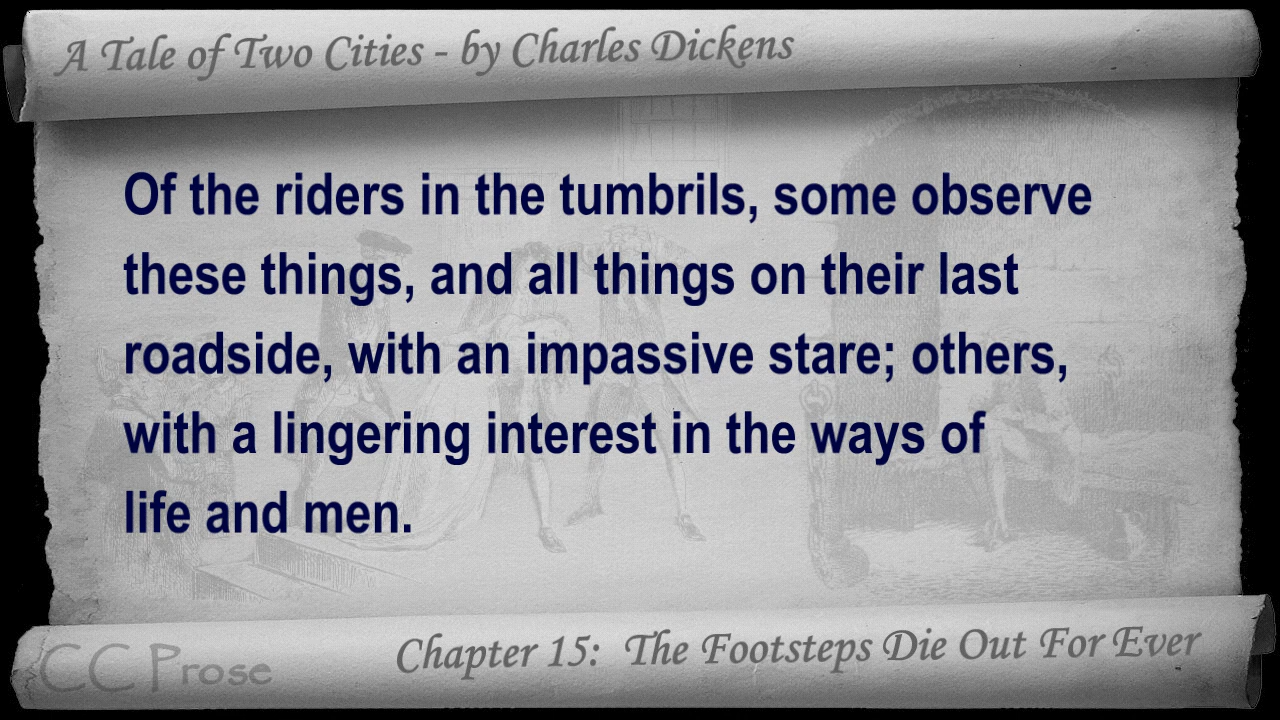 A Tale of Two Cities - by Charles Dickens
Of the riders in the tumbrils, some observe
these things, and all things on their last
roadside, with an impassive stare; others,
with a lingering interest in the ways of
life and men.
Chapter 15: The Footsteps Die Out For Ever
CC Prose